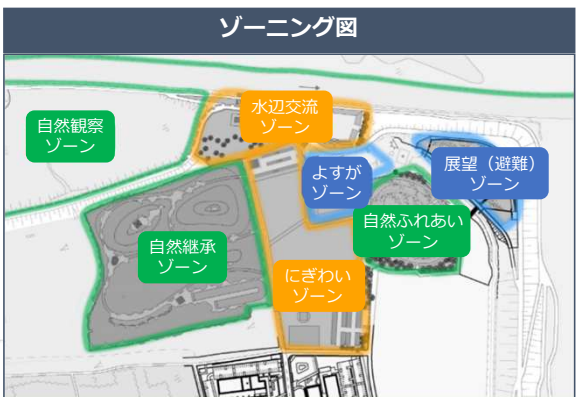 ゾーニング図
水辺交流
ゾーン
自然観察
ゾーン
展望（避難）
ゾーン
よすが
ゾーン
自然ふれあい
ゾーン
自然継承
ゾーン
にぎわい
ゾーン